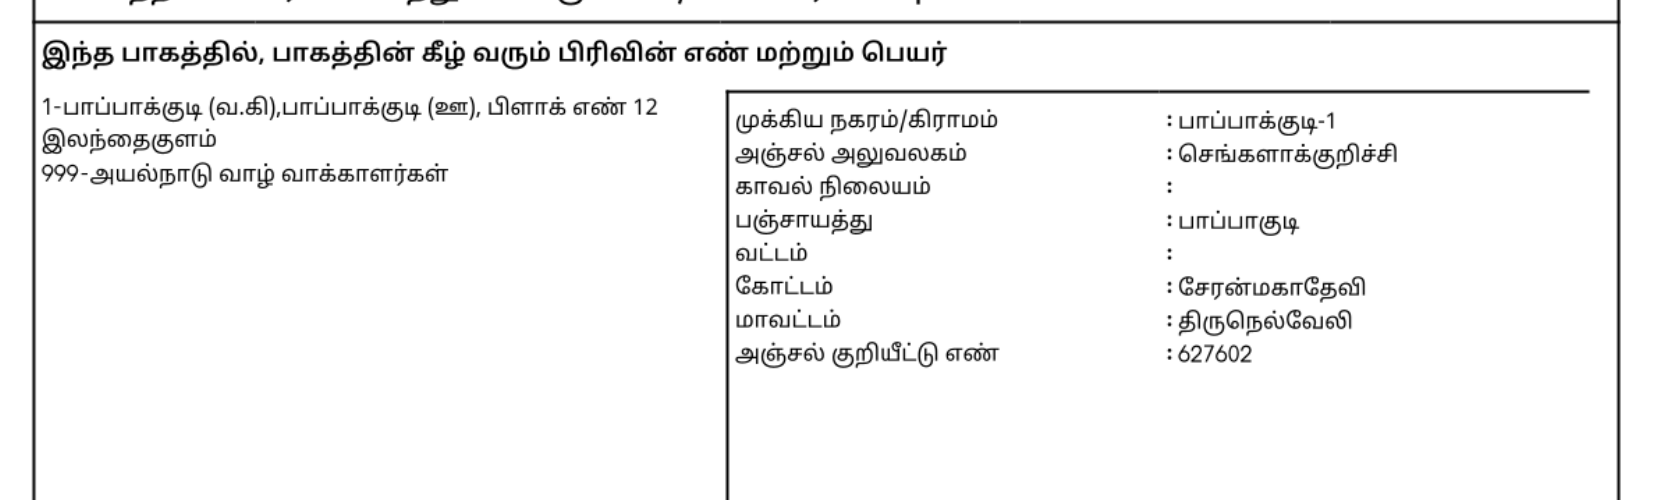 இந்த பாகத்தில், பாகத்தின் கீழ் வரும் பிரிவின் எண் மற்றும் பெயர்
1-பாப்பாக்குடி (வ.கி),பாப்பாக்குடி (ஊ), பிளாக் எண் 12
இலந்தைகுளம்
999-அயல்நாடு வாழ் வாக்காளர்கள்
முக்கிய நகரம்/கிராமம் : பாப்பாக்குடி-1
அஞ்சல் அலுவலகம் : செங்களாக்குறிச்சி
காவல் நிலையம் :
பஞ்சாயத்து : பாப்பாகுடி
வட்டம் :
கோட்டம் : சேரன்மகாதேவி
மாவட்டம் : திருநெல்வேலி
அஞ்சல் குறியீட்டு எண் : 627602